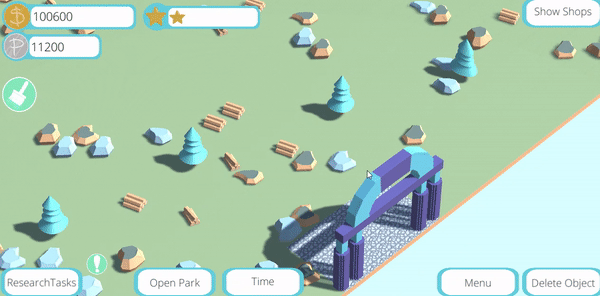 100600
Show Shops
11200
ResearchTasks
Open Park
Time
Menu
Delete Object